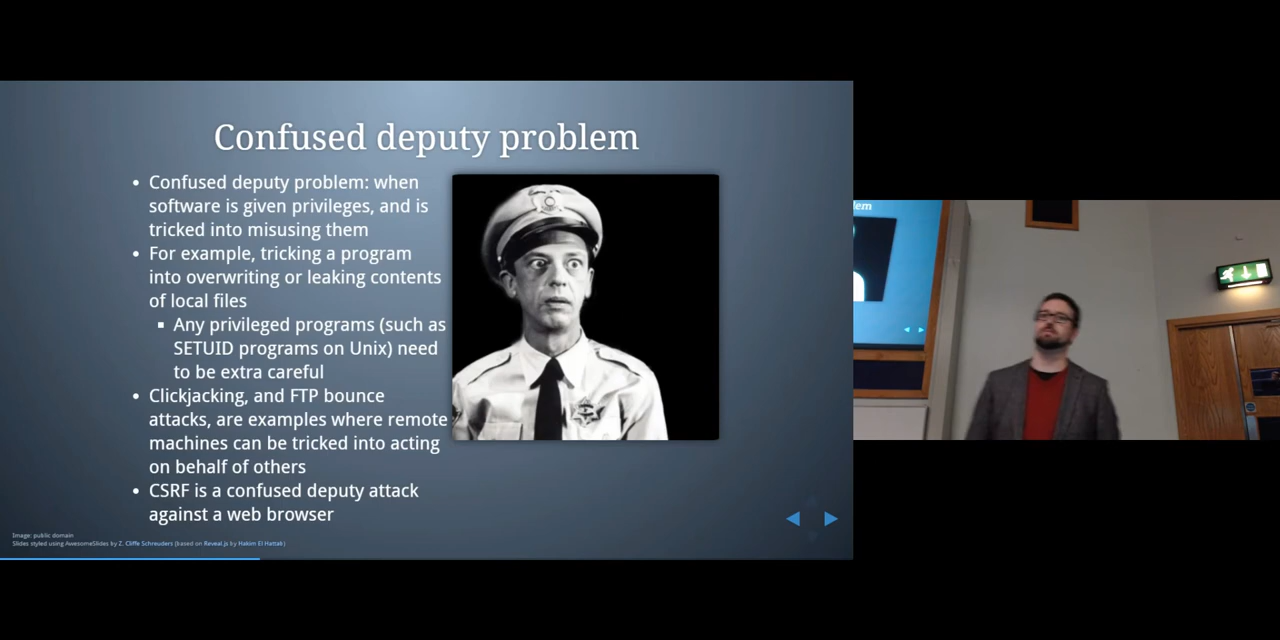 Confused deputy problem
• Confused deputy problem: when
software is given privileges, and is
tricked into misusing them
• For example, tricking a program
into overwriting or leaking contents
of local files
▪ Any privileged programs (such as
SETUID programs on Unix) need
to be extra careful
• Clickjacking, and FTP bounce
attacks, are examples where remote
machines can be tricked into acting
on behalf of others
• CSRF is a confused deputy attack
against a web browser
Image: public domain
Slides styled using AwesomeSlides by Z. Cliffe Schreuders (based on Reveal.js by Hakim El Hattab)
lem